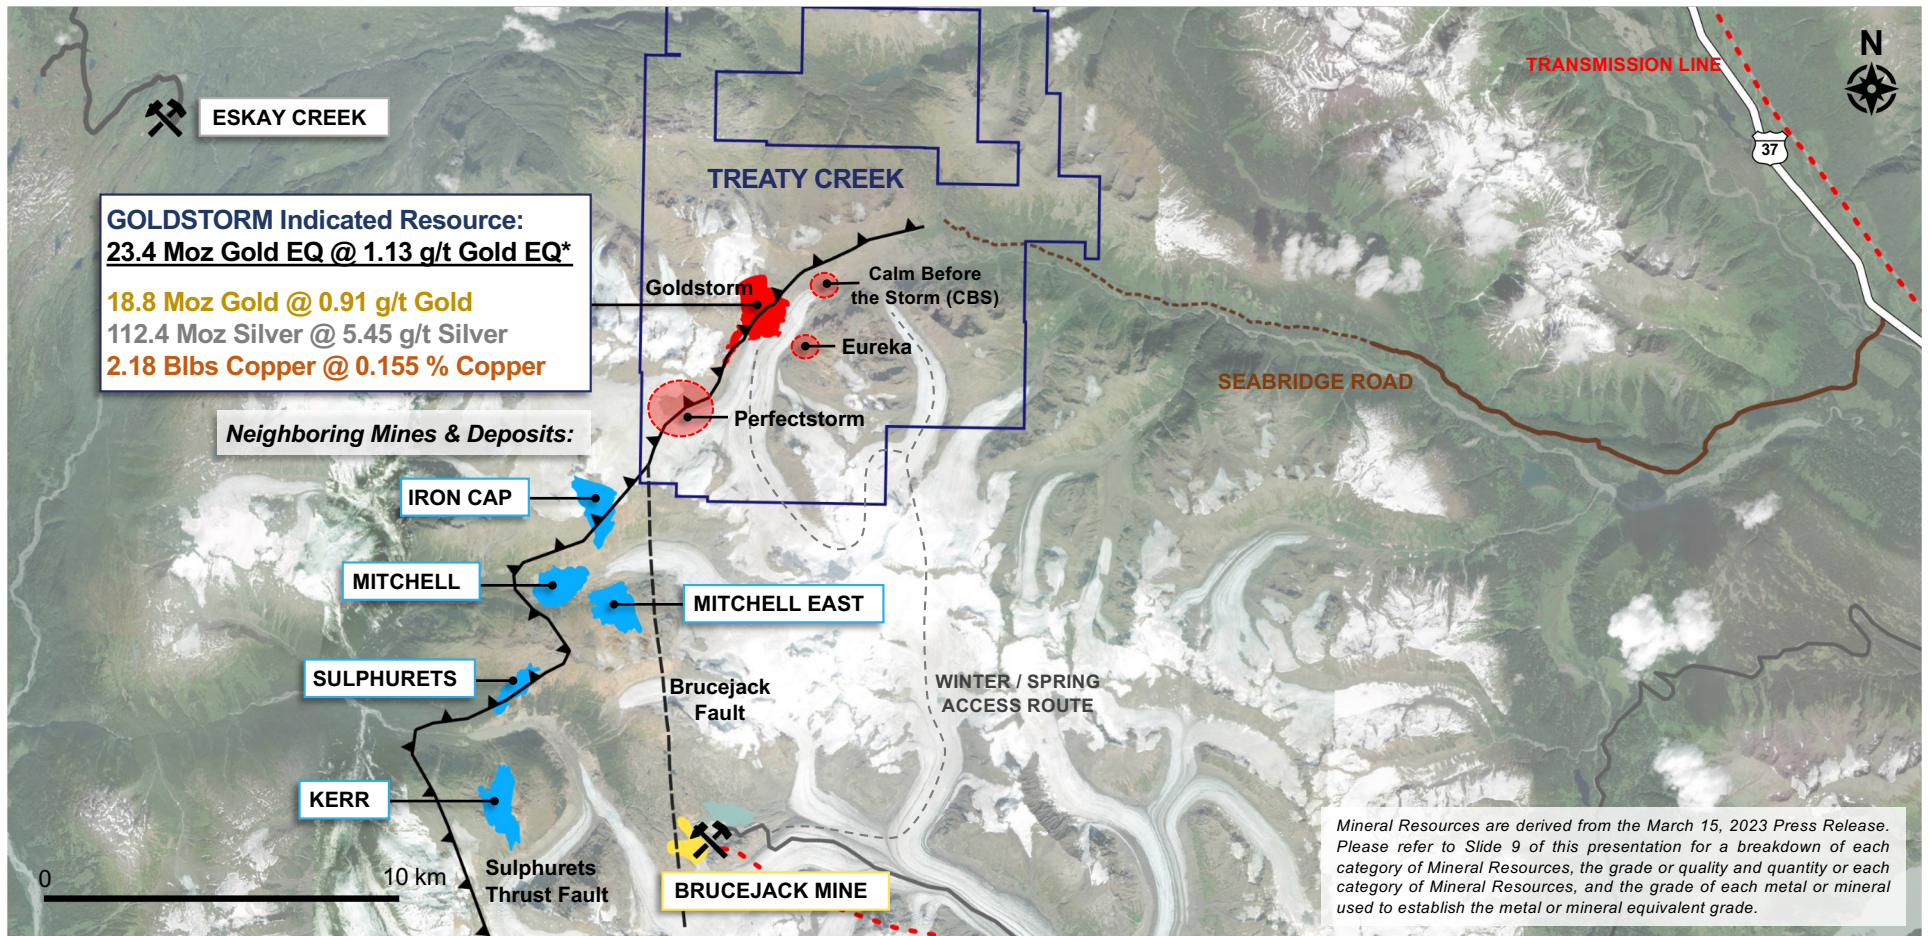 TRANSMISSION LINE
N
37
ESKAY CREEK
TREATY CREEK
GOLDSTORM Indicated Resource:
23.4 Moz Gold EQ @ 1.13 g/t Gold EQ*
18.8 Moz Gold @ 0.91 g/t Gold
112.4 Moz Silver @ 5.45 g/t Silver
2.18 Blbs Copper @ 0.155 % Copper
Goldstorm
Calm Before
the Storm (CBS)
Eureka
Perfectstorm
SEABRIDGE ROAD
Neighboring Mines & Deposits:
IRON CAP
MITCHELL
MITCHELL EAST
SULPHURETS
Brucejack
Fault
WINTER / SPRING
ACCESS ROUTE
KERR
0
10 km
Sulphurets
Thrust Fault
BRUCEJACK MINE
Mineral Resources are derived from the March 15, 2023 Press Release.
Please refer to Slide 9 of this presentation for a breakdown of each
category of Mineral Resources, the grade or quality and quantity or each
category of Mineral Resources, and the grade of each metal or mineral
used to establish the metal or mineral equivalent grade.